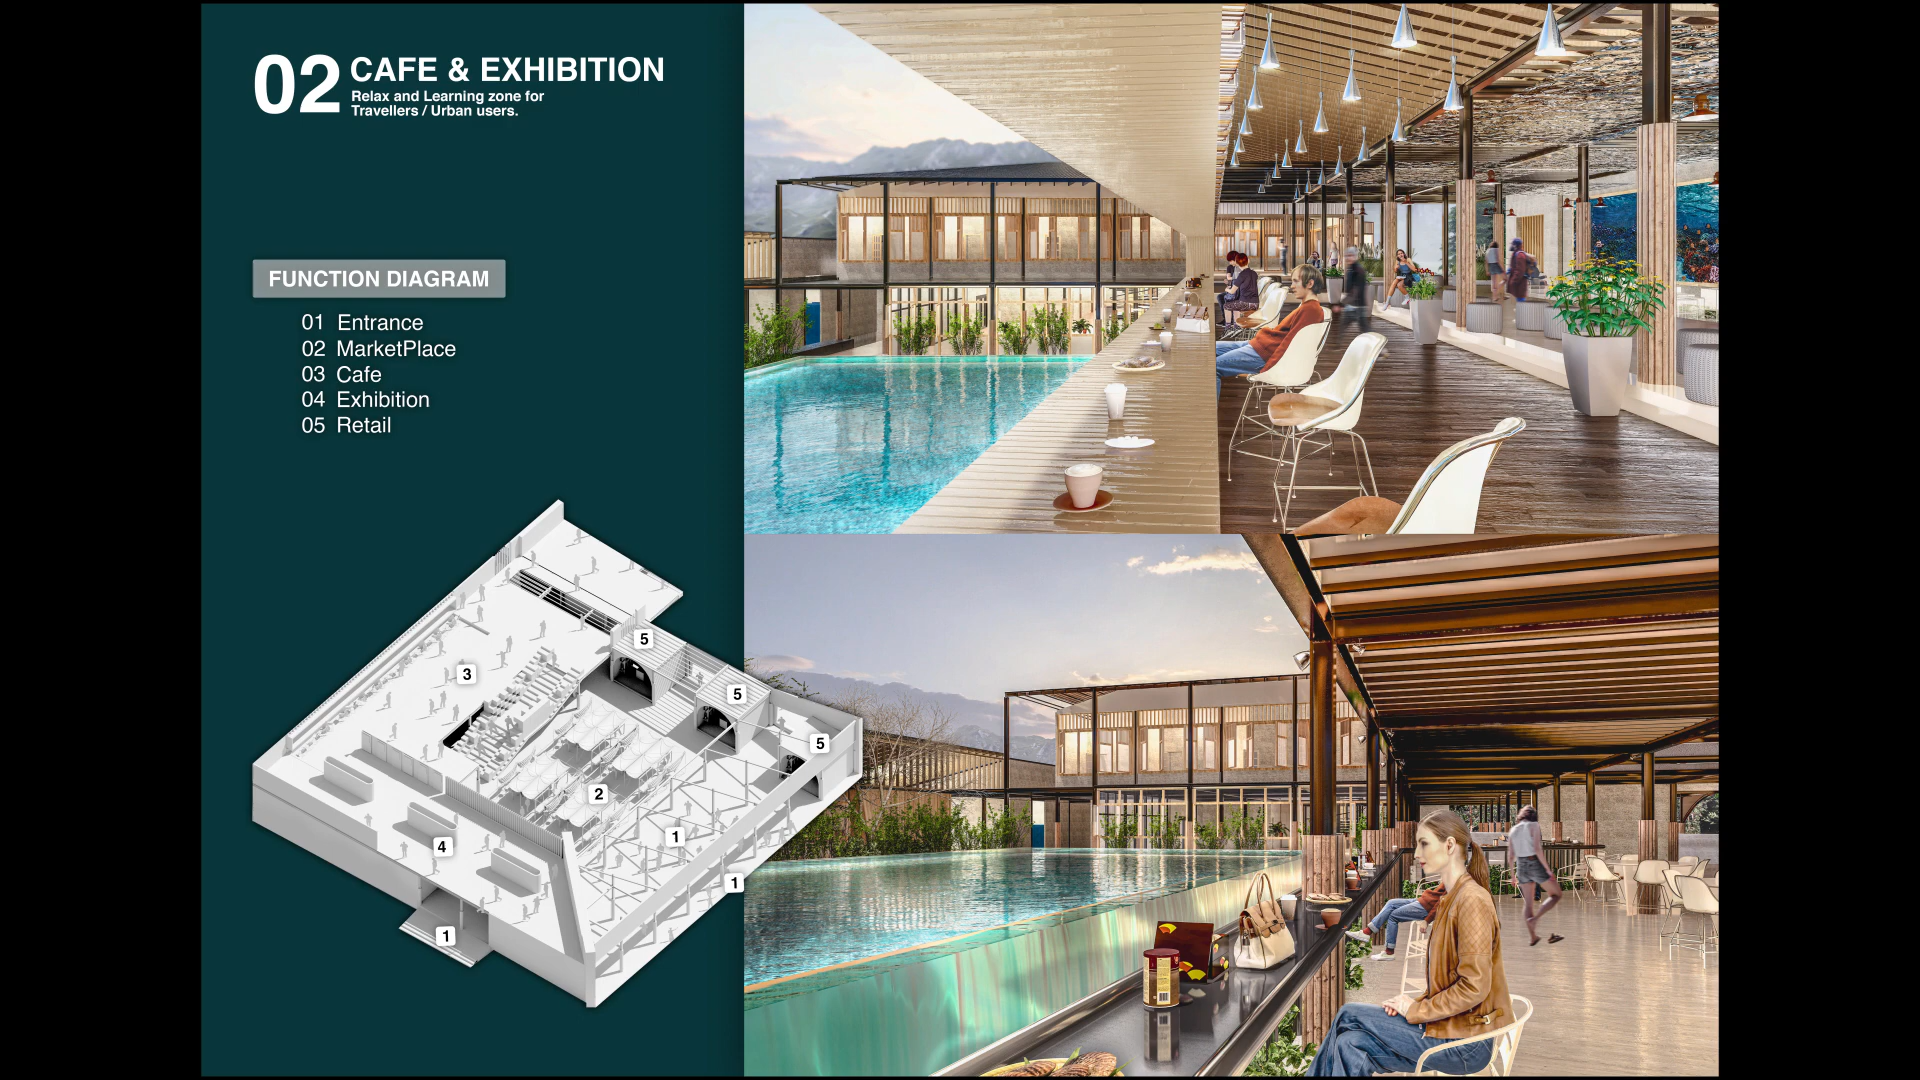 02 CAFE & EXHIBITION
Relax and Learning zone for
Travellers / Urban users.
FUNCTION DIAGRAM
01 Entrance
02 MarketPlace
03 Cafe
04 Exhibition
05 Retail
5
3
5
5
2
1
4
1
1